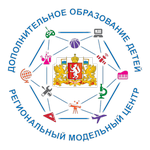 ДОПОЛНИТЕЛЬНОЕ ОБРАЗОВАНИЕ ДЕТЕЙ
РЕГИОНАЛЬНЫЙ МОДЕЛЬНЫЙ ЦЕНТР